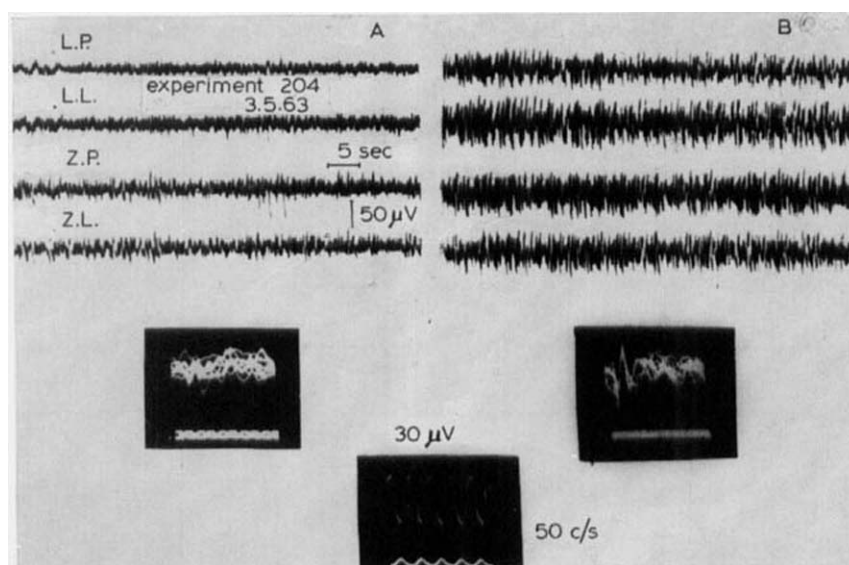 A
B
L.P.
experiment 204
L.L.
3.5.63
Z.P.
5 sec
50 µV
Z.L.
30 µV
50 c/s